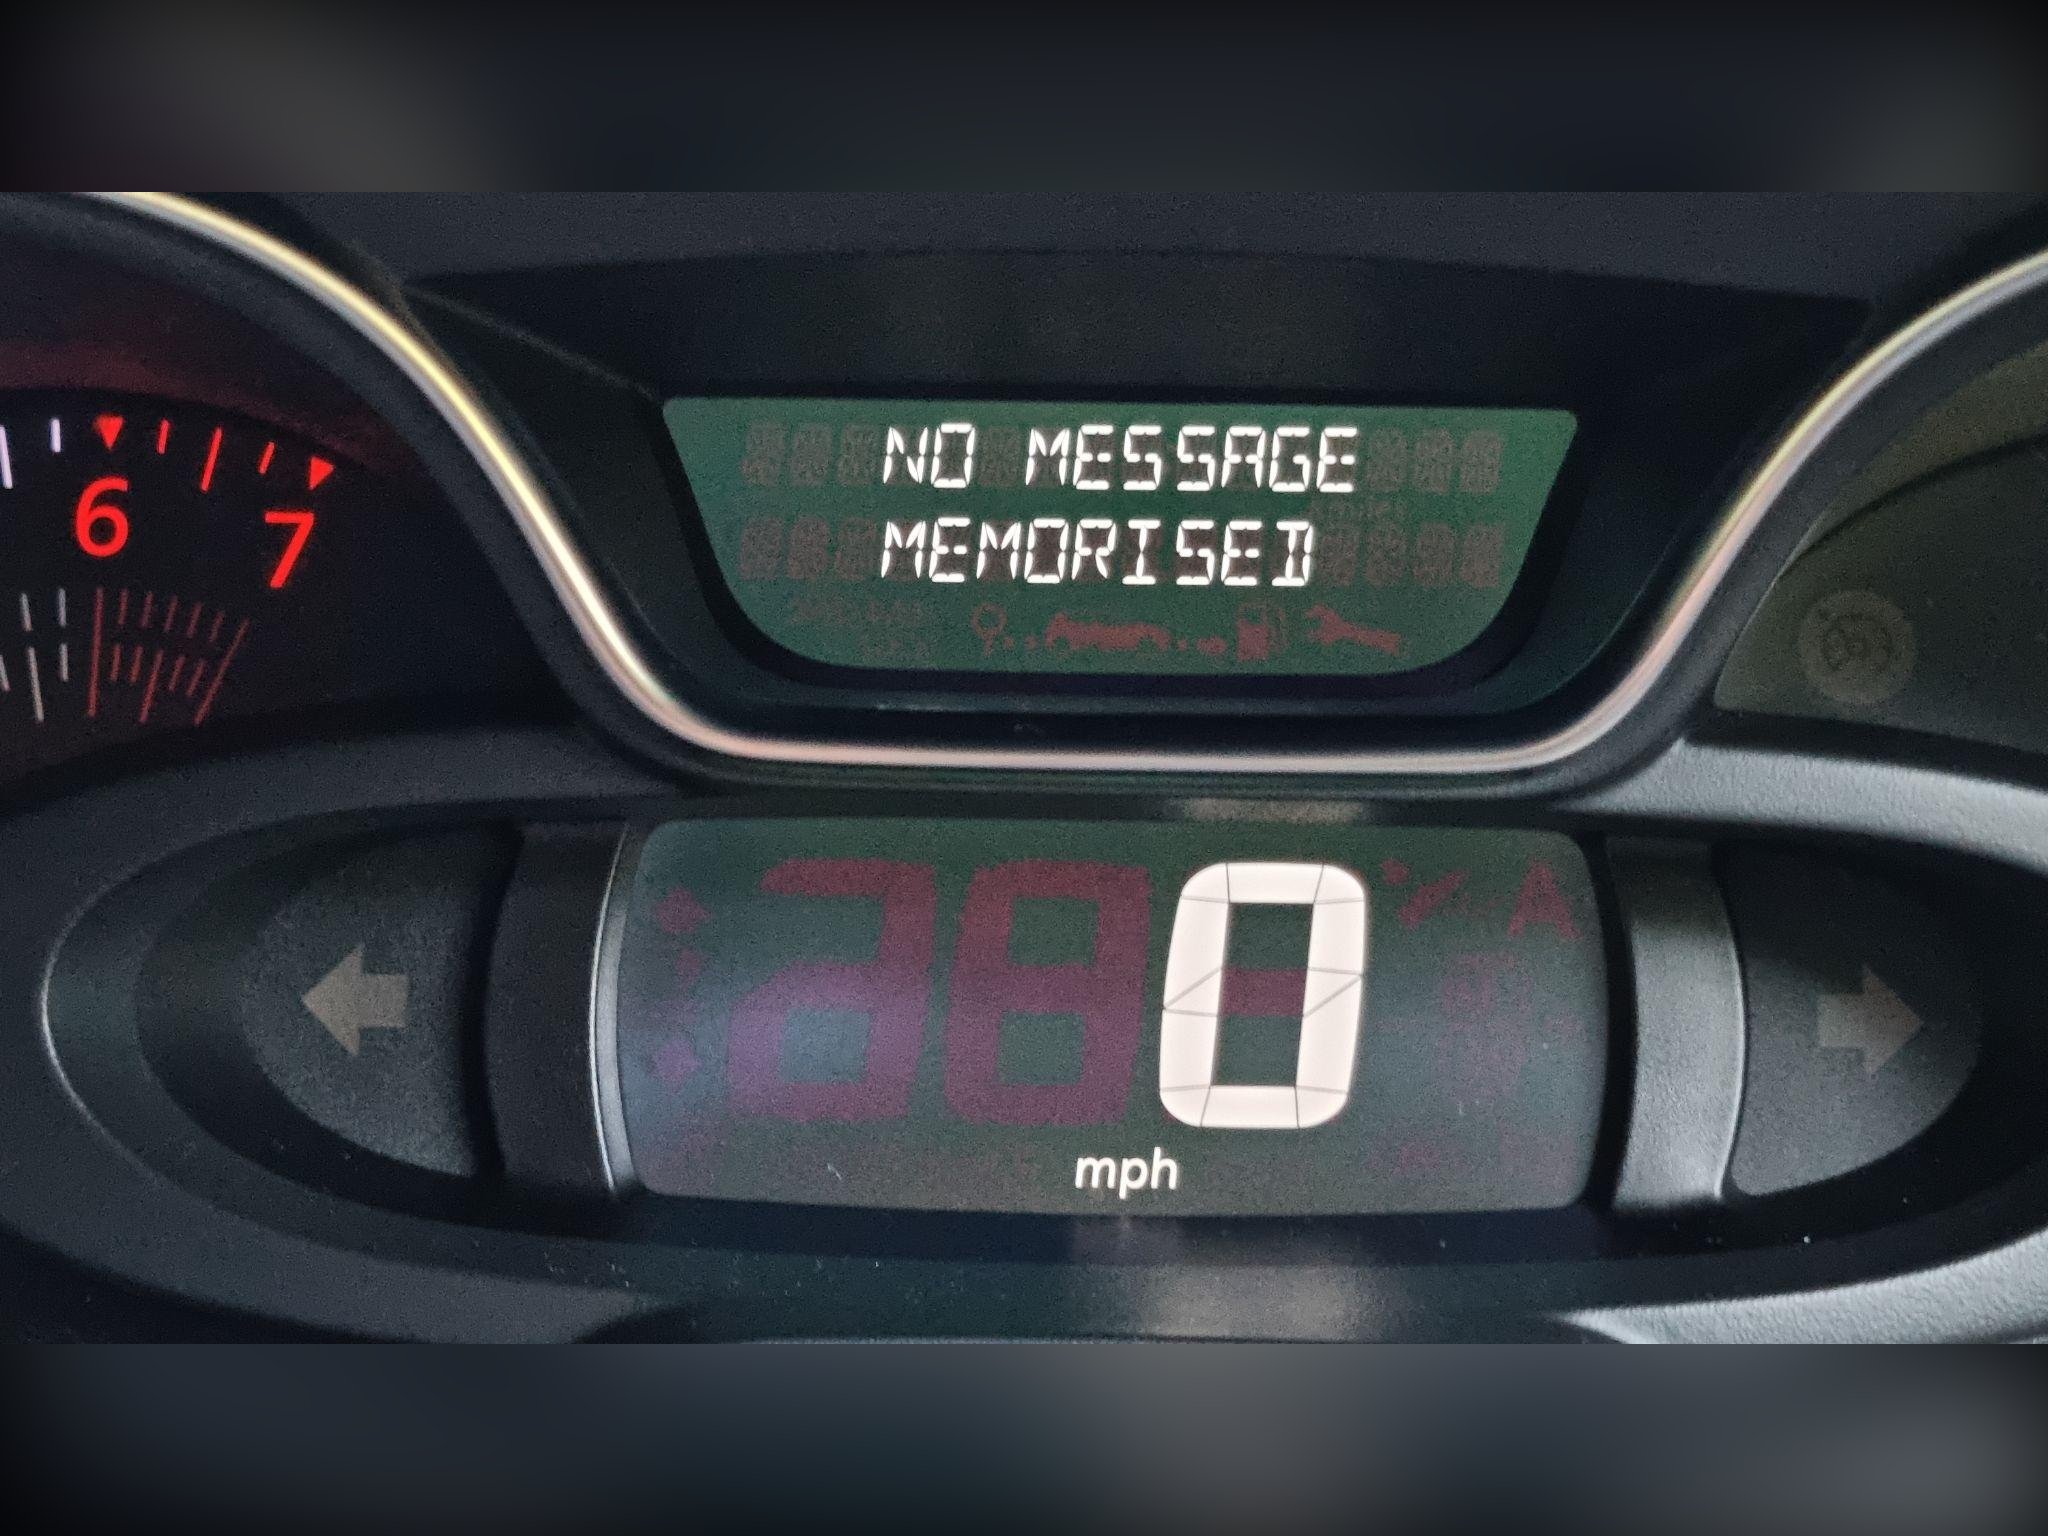 NO MESSAGE
MEMORISED
6
7
0
mph